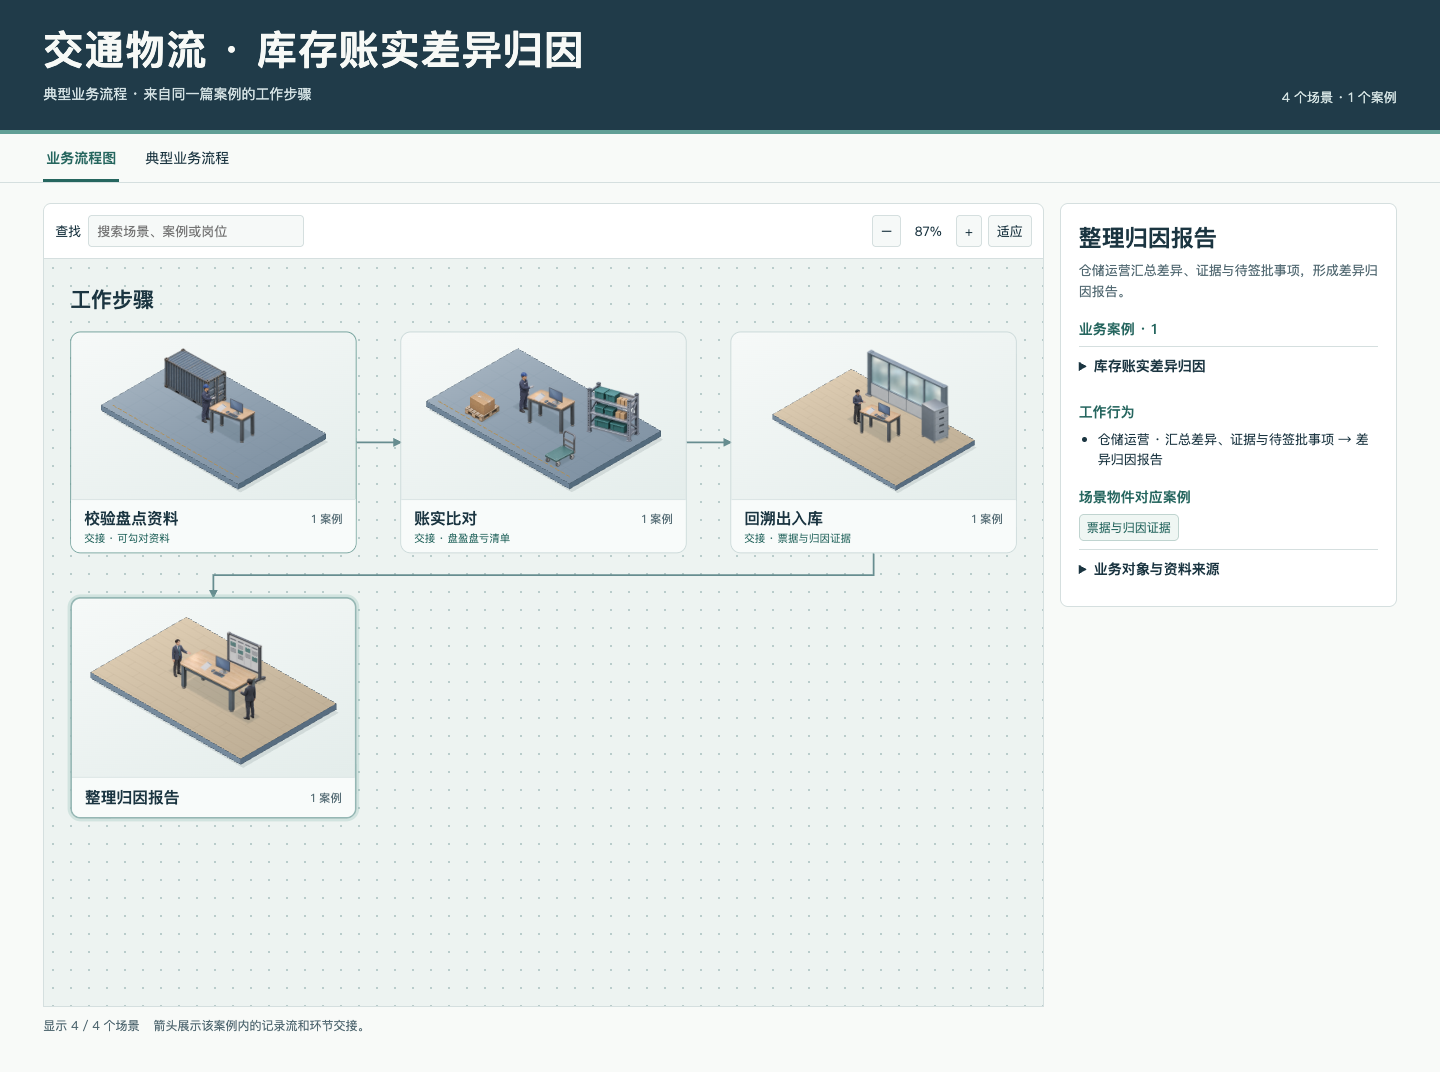 交通物流 · 库存账实差异归因
典型业务流程 · 来自同一篇案例的工作步骤
4 个场景 · 1 个案例
业务流程图
典型业务流程
查找
搜索场景、案例或岗位
—
87%
+
适应
工作步骤
校验盘点资料
1 案例
交接 · 可勾对资料
账实比对
1 案例
交接 · 盘盈盘亏清单
回溯出入库
1 案例
交接 · 票据与归因证据
整理归因报告
1 案例
整理归因报告
仓储运营汇总差异、证据与待签批事项，形成差异归
因报告。
业务案例 · 1
▶ 库存账实差异归因
工作行为
• 仓储运营 · 汇总差异、证据与待签批事项 → 差
异归因报告
场景物件对应案例
票据与归因证据
▶ 业务对象与资料来源
显示 4 / 4 个场景 箭头展示该案例内的记录流和环节交接。